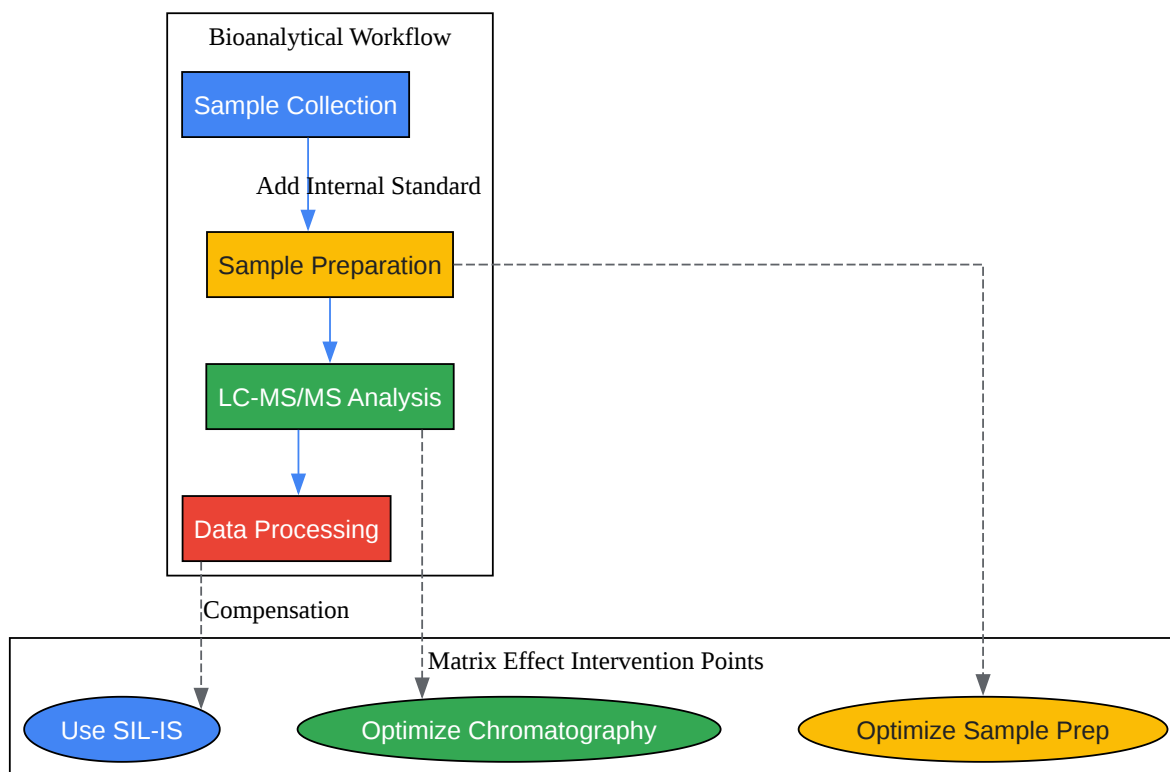 Bioanalytical Workflow
Sample Collection
Add Internal Standard
Sample Preparation
LC-MS/MS Analysis
Data Processing
Compensation
Matrix Effect Intervention Points
Use SIL-IS
Optimize Chromatography
Optimize Sample Prep